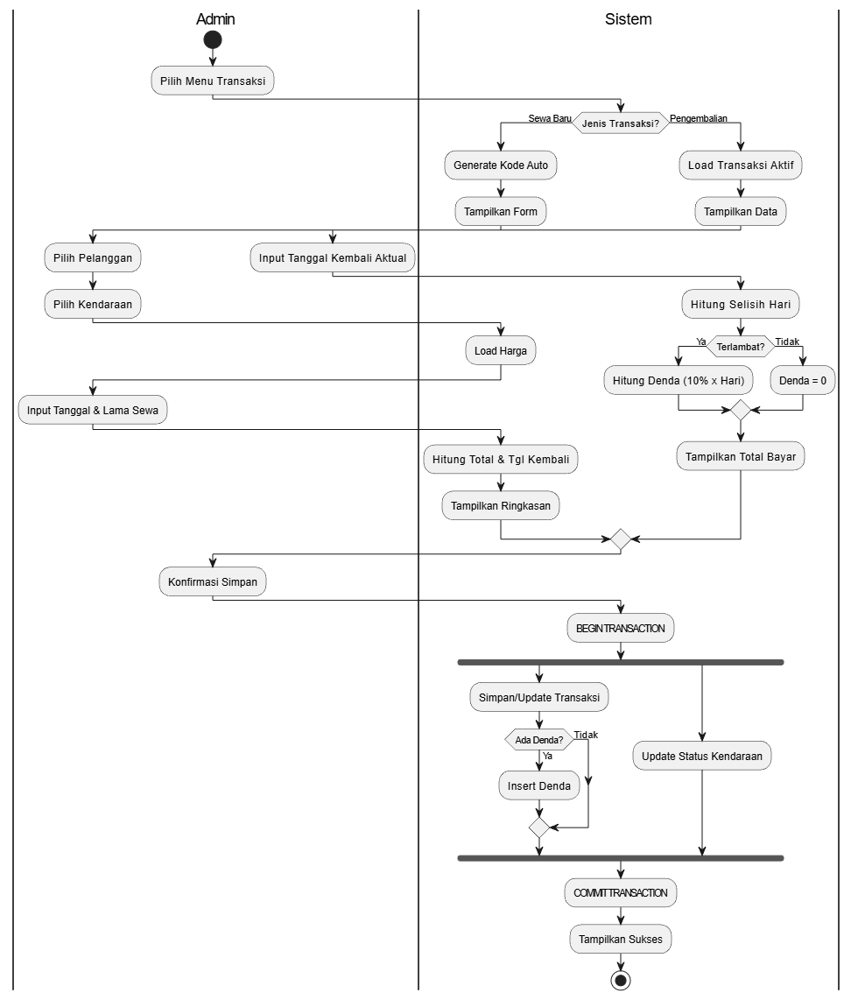 Admin
Sistem
Pilih Menu Transaksi
Sewa Baru
Jenis Transaksi?
Pengembalian
Generate Kode Auto
Load Transaksi Aktif
Tampilkan Form
Tampilkan Data
Pilih Pelanggan
Input Tanggal Kembali Aktual
Pilih Kendaraan
Hitung Selisih Hari
Load Harga
Ya
Terlambat?
Tidak
Hitung Denda (10% x Hari)
Denda = 0
Input Tanggal & Lama Sewa
Hitung Total & Tgl Kembali
Tampilkan Total Bayar
Tampilkan Ringkasan
Konfirmasi Simpan
BEGIN TRANSACTION
Simpan/Update Transaksi
Ada Denda?
Tidak
Ya
Update Status Kendaraan
Insert Denda
COMMIT TRANSACTION
Tampilkan Sukses